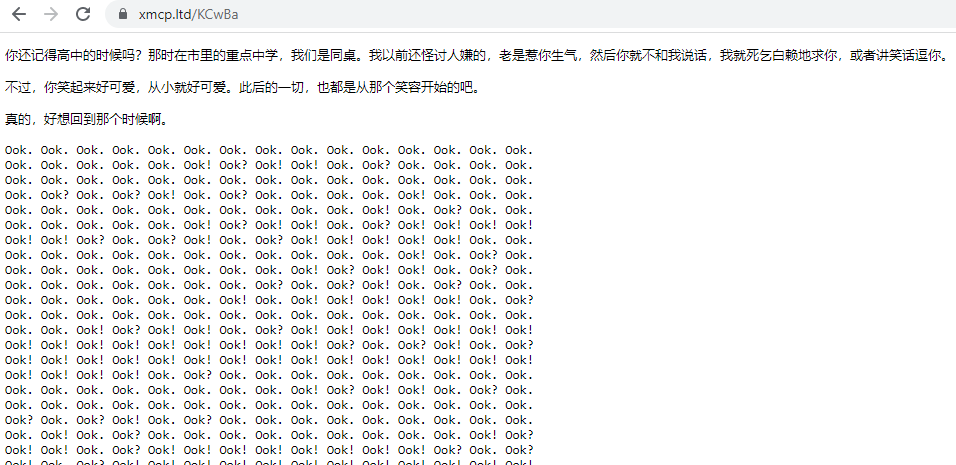 xmcp.ltd/KCwBa
你还记得高中的时候吗？那时在市里的重点中学，我们是同桌。我以前还怪讨人嫌的，老是惹你生气，然后你就不和我说话，我就死乞白赖地求你，或者讲笑话逗你。
不过，你笑起来好可爱，从小就好可爱。此后的一切，也都是从那个笑容开始的吧。
真的，好想回到那个时候啊。
Ook. Ook. Ook. Ook. Ook. Ook. Ook. Ook. Ook. Ook. Ook. Ook. Ook. Ook. Ook.
Ook. Ook. Ook. Ook. Ook. Ook! Ook? Ook! Ook! Ook. Ook? Ook. Ook. Ook. Ook.
Ook. Ook. Ook. Ook. Ook. Ook. Ook. Ook. Ook. Ook. Ook. Ook. Ook. Ook. Ook.
Ook. Ook? Ook. Ook? Ook! Ook. Ook? Ook. Ook. Ook. Ook. Ook! Ook. Ook. Ook.
Ook. Ook. Ook. Ook. Ook. Ook. Ook. Ook. Ook. Ook. Ook! Ook. Ook? Ook. Ook.
Ook. Ook. Ook. Ook. Ook. Ook! Ook? Ook! Ook! Ook. Ook? Ook! Ook! Ook! Ook!
Ook! Ook! Ook? Ook. Ook? Ook! Ook. Ook? Ook! Ook! Ook! Ook! Ook! Ook. Ook.
Ook. Ook. Ook. Ook. Ook. Ook. Ook. Ook. Ook. Ook. Ook. Ook! Ook. Ook? Ook.
Ook. Ook. Ook. Ook. Ook. Ook. Ook. Ook. Ook! Ook? Ook! Ook! Ook. Ook? Ook.
Ook. Ook. Ook. Ook. Ook. Ook. Ook. Ook? Ook. Ook? Ook! Ook. Ook? Ook. Ook.
Ook. Ook. Ook. Ook. Ook. Ook. Ook! Ook. Ook! Ook! Ook! Ook! Ook! Ook. Ook?
Ook. Ook. Ook. Ook. Ook. Ook. Ook. Ook. Ook. Ook. Ook. Ook. Ook. Ook. Ook.
Ook. Ook. Ook! Ook? Ook! Ook! Ook. Ook? Ook! Ook! Ook! Ook! Ook! Ook! Ook!
Ook! Ook! Ook! Ook! Ook! Ook! Ook! Ook! Ook! Ook? Ook. Ook? Ook! Ook. Ook?
Ook! Ook! Ook! Ook! Ook! Ook! Ook! Ook! Ook! Ook! Ook! Ook! Ook! Ook! Ook!
Ook! Ook! Ook! Ook! Ook. Ook? Ook. Ook. Ook. Ook. Ook. Ook. Ook. Ook. Ook.
Ook. Ook. Ook. Ook. Ook. Ook. Ook. Ook. Ook! Ook? Ook! Ook! Ook. Ook? Ook.
Ook. Ook. Ook. Ook. Ook. Ook. Ook. Ook. Ook. Ook. Ook. Ook. Ook. Ook. Ook.
Ook? Ook. Ook? Ook! Ook. Ook? Ook. Ook. Ook. Ook. Ook. Ook. Ook. Ook. Ook.
Ook. Ook! Ook. Ook? Ook. Ook. Ook. Ook. Ook. Ook. Ook. Ook. Ook. Ook! Ook?
Ook! Ook! Ook. Ook? Ook! Ook! Ook! Ook! Ook! Ook! Ook! Ook! Ook? Ook. Ook?